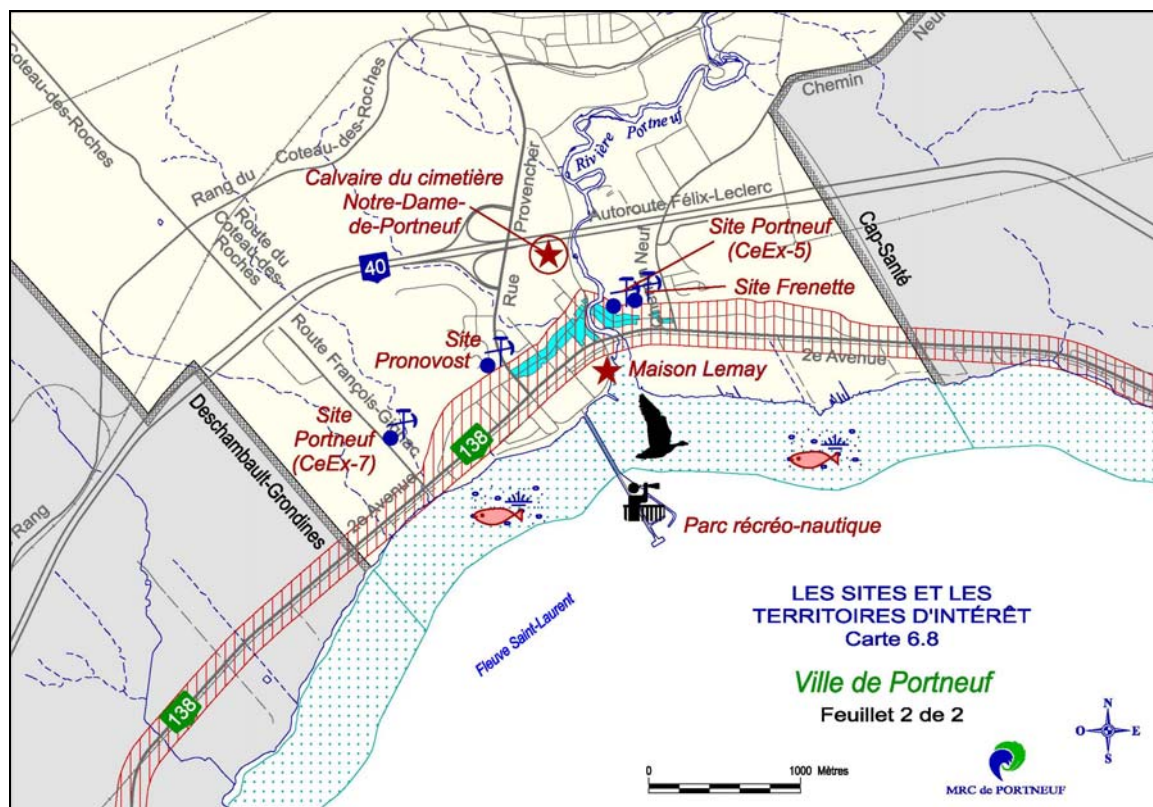 Coteau-des-Roches
Rang du
Coteau-des-Roches
Route du
Coteau-des-
Roches
Calvaire du cimetière
Notre-Dame-
de-Portneuf
Rue
Provencher
Rivière
Portneuf
Chemin
Neuf
Autoroute Félix-Leclerc
40
Site Portneuf
(CeEx-5)
Site Frenette
Neuf
Cap-Santé
2e Avenue
Maison Lemay
Site
Pronovost
Route François-Gignac
Site
Portneuf
(CeEx-7)
138
2e Avenue
Deschambault-Grondines
Rang
Parc récréo-nautique
138
Fleuve Saint-Laurent
LES SITES ET LES
TERRITOIRES D'INTÉRÊT
Carte 6.8
Ville de Portneuf
Feuillet 2 de 2
N
O
E
S
0
1000 Mètres
MRC de PORTNEUF